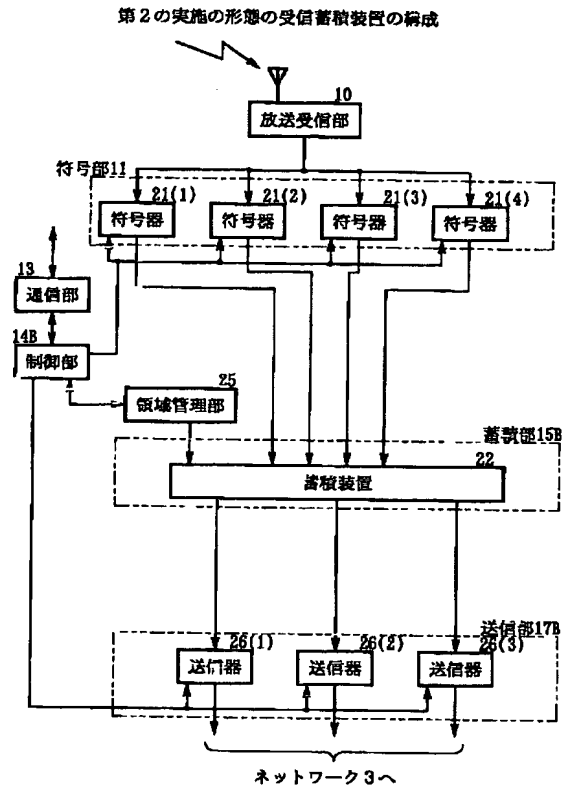 第２の実施の形態の受信蓄積装置の構成
10
放送受信部
符号部11
21(1)
21(2)
21(3)
21(4)
符号器
符号器
符号器
符号器
13
通信部
14B
制御部
25
領域管理部
蓄積部15B
22
蓄積装置
送信部17B
26(1)
26(2)
26(3)
送信器
送信器
送信器
ネットワーク３へ